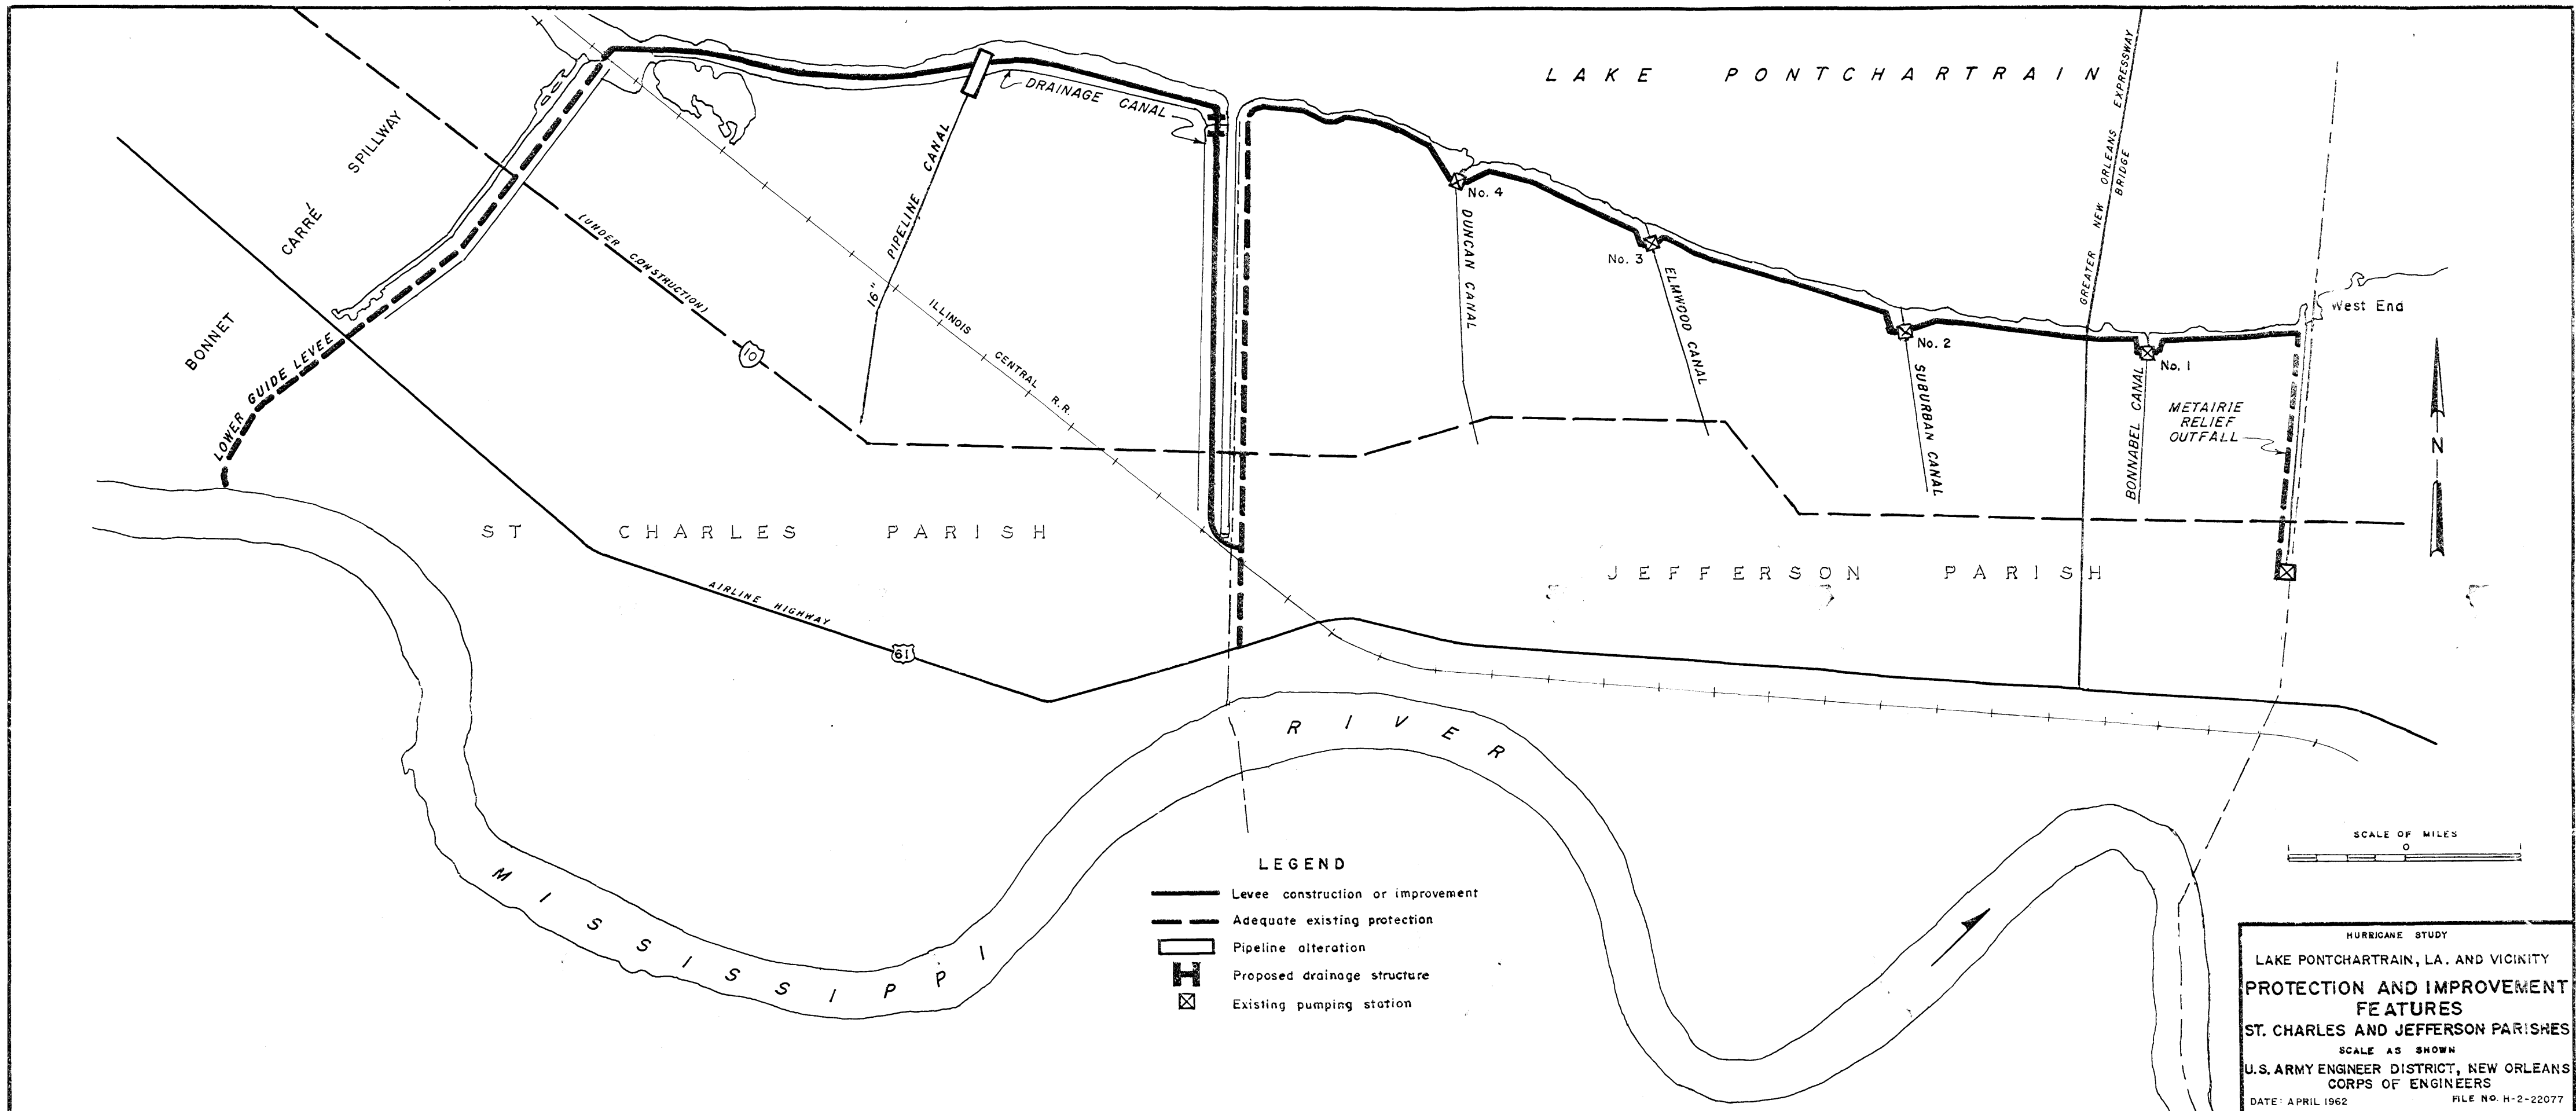 LAKE PONTCHARTRAIN
GREATER NEW ORLEANS EXPRESSWAY
BRIDGE
DRAINAGE CANAL
SPILLWAY
CARRÉ
BONNET
LOWER GUIDE LEVEE
(UNDER CONSTRUCTION)
10
16" PIPELINE CANAL
ILLINOIS CENTRAL R.R.
No. 4
DUNCAN CANAL
No. 3
ELMWOOD CANAL
No. 2
SUBURBAN CANAL
No. 1
BONNABEL CANAL
West End
METAIRIE
RELIEF
OUTFALL
N
ST CHARLES PARISH
JEFFERSON PARISH
AIRLINE HIGHWAY
61
MISSISSIPPI RIVER
SCALE OF MILES
0
LEGEND
Levee construction or improvement
Adequate existing protection
Pipeline alteration
Proposed drainage structure
Existing pumping station
HURRICANE STUDY
LAKE PONTCHARTRAIN, LA. AND VICINITY
PROTECTION AND IMPROVEMENT
FEATURES
ST. CHARLES AND JEFFERSON PARISHES
SCALE AS SHOWN
U.S. ARMY ENGINEER DISTRICT, NEW ORLEANS
CORPS OF ENGINEERS
DATE: APRIL 1962 FILE NO. H-2-22077